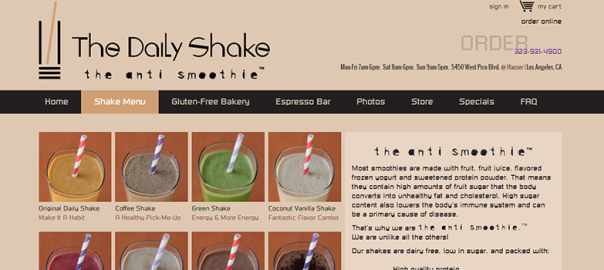 sign in my cart
order online
ORDER
323-931-4900
The Daily Shake
the anti smoothie™
Mon-Fri 7am-6pm, Sat 8am-6pm, Sun 9am-5pm, 5450 West Pico Blvd. @ Hauser | Los Angeles, CA
Home Shake Menu Gluten-Free Bakery Espresso Bar Photos Store Specials FAQ
Original Daily Shake
Make It A Habit
Coffee Shake
A Healthy Pick-Me-Up
Green Shake
Energy & More Energy
Coconut Vanilla Shake
Fantastic Flavor Combo
the anti smoothie™
Most smoothies are made with fruit, fruit juice, flavored
frozen yogurt and sweetened protein powder. That means
they contain high amounts of fruit sugar that the body
converts into unhealthy fat and cholesterol. High sugar
content also lowers the body's immune system and can
be a primary cause of disease.
That's why we are the anti smoothie.™
We are unlike all the others!
Our shakes are dairy free, low in sugar, and packed with:
High quality protein